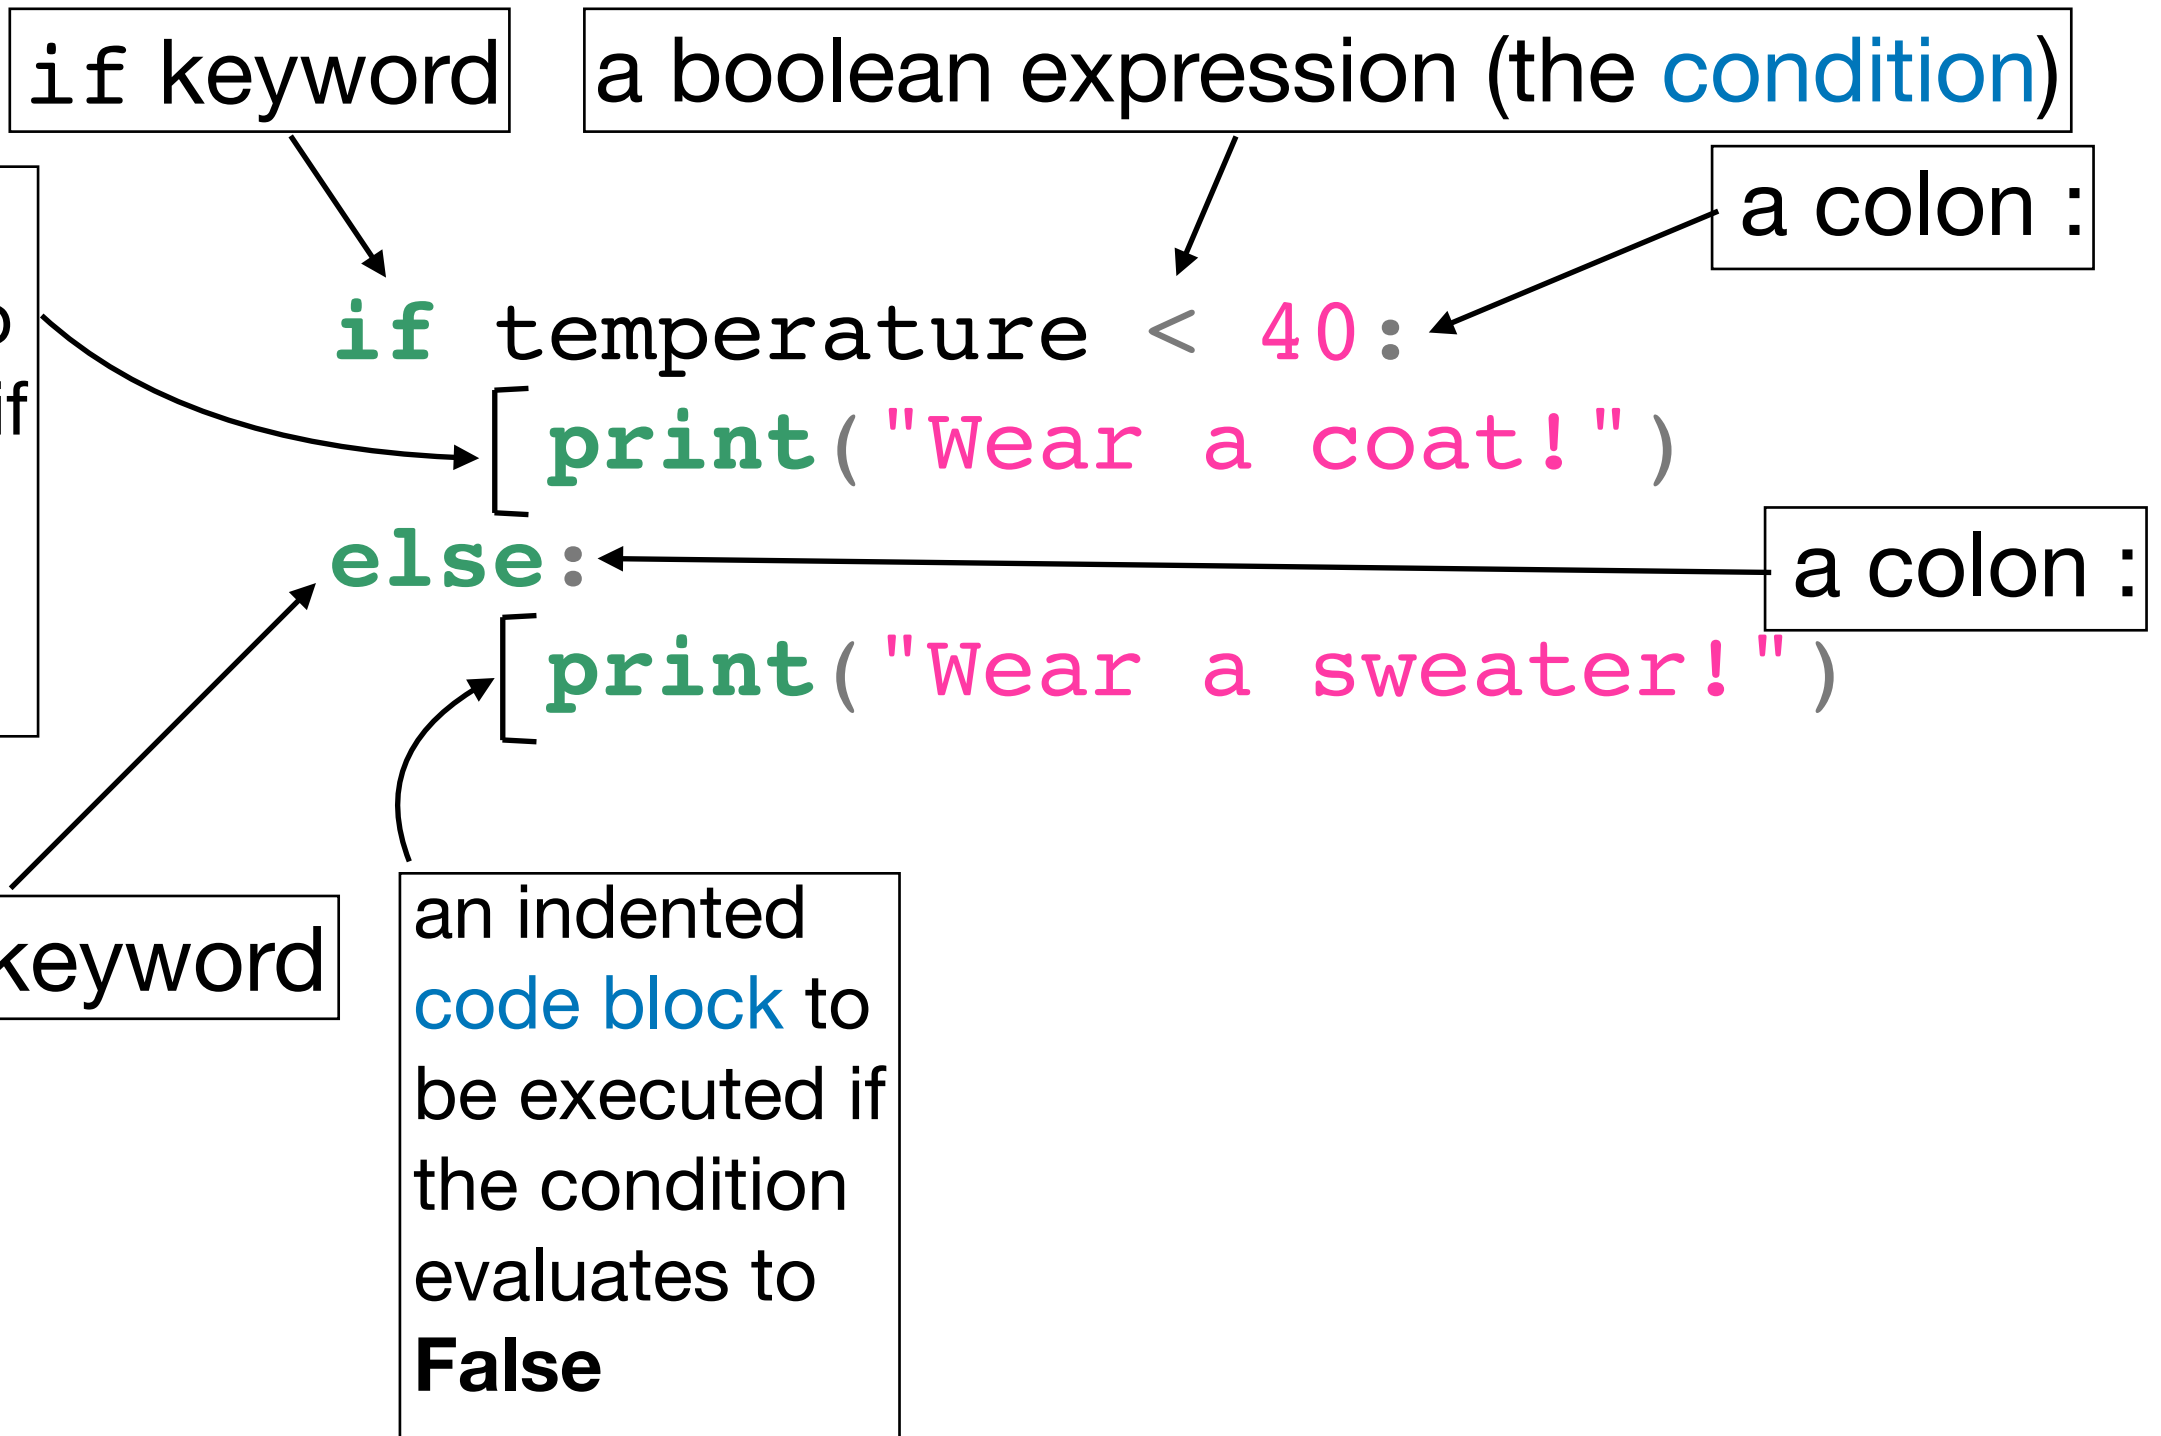 if keyword
a boolean expression (the condition)
a colon :
if
if temperature < 40:
print("Wear a coat!")
else:
a colon :
print("Wear a sweater!")
keyword
an indented
code block to
be executed if
the condition
evaluates to
False